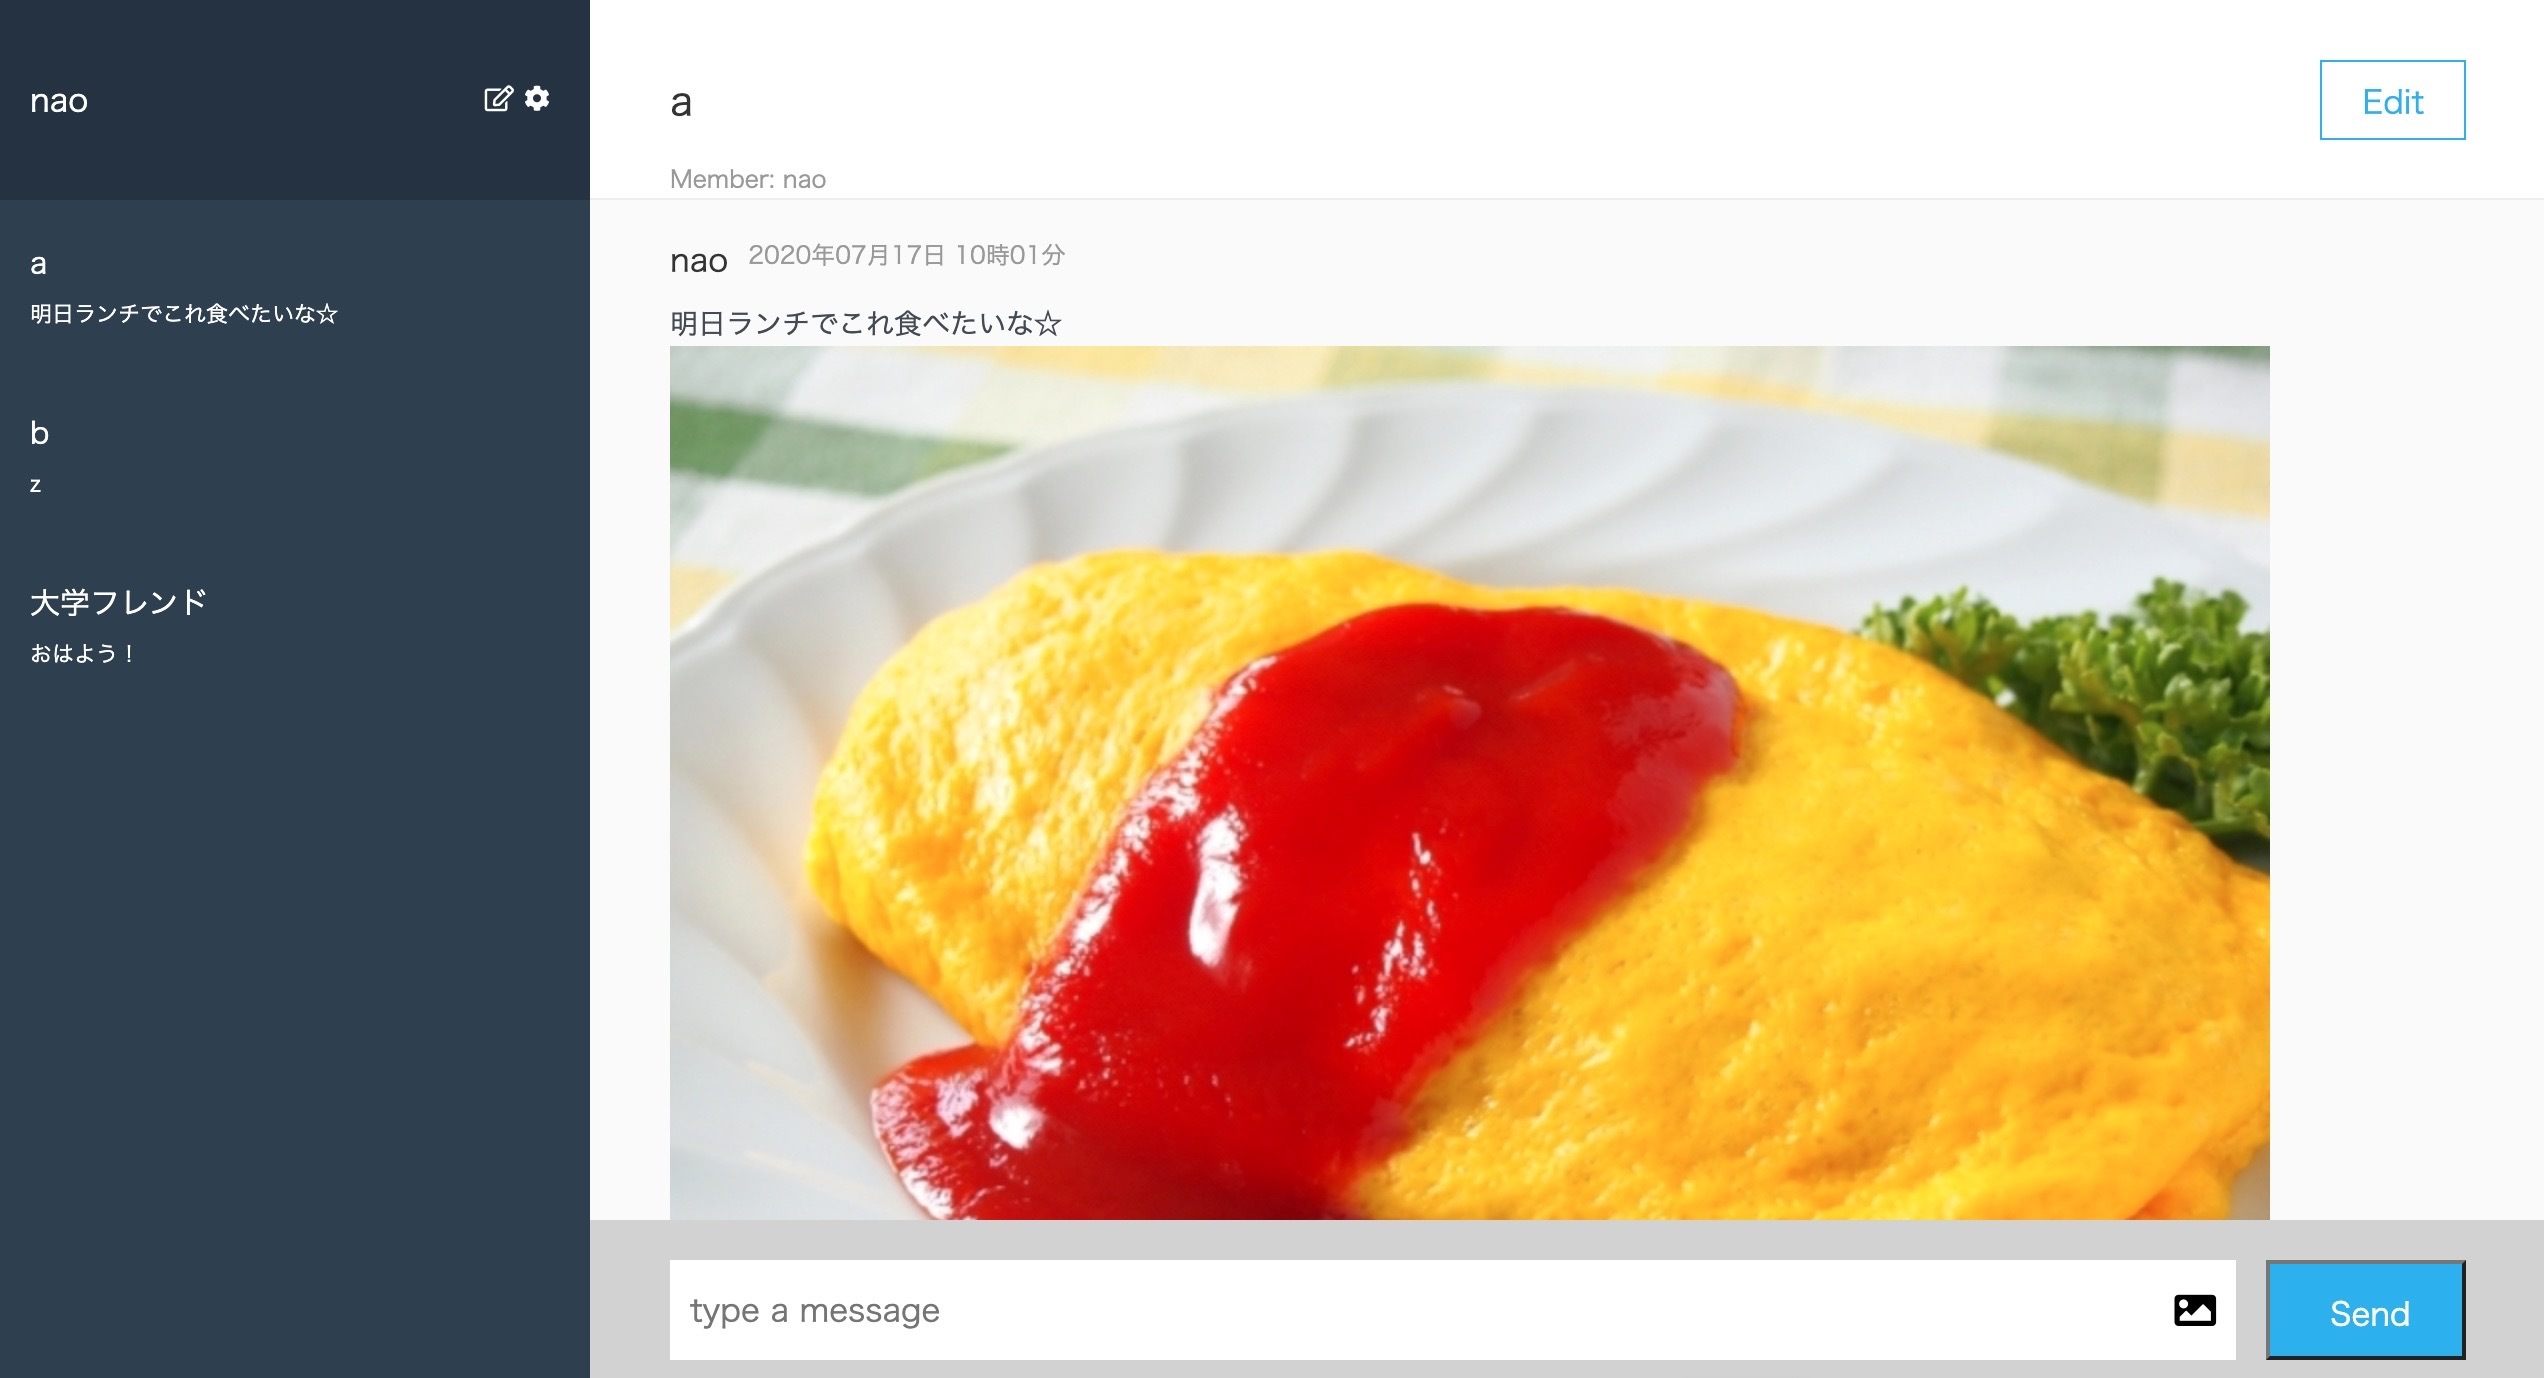 nao
a
明日ランチでこれ食べたいな☆
b
z
大学フレンド
おはよう！
a
Edit
Member: nao
nao 2020年07月17日 10時01分
明日ランチでこれ食べたいな☆
type a message
Send